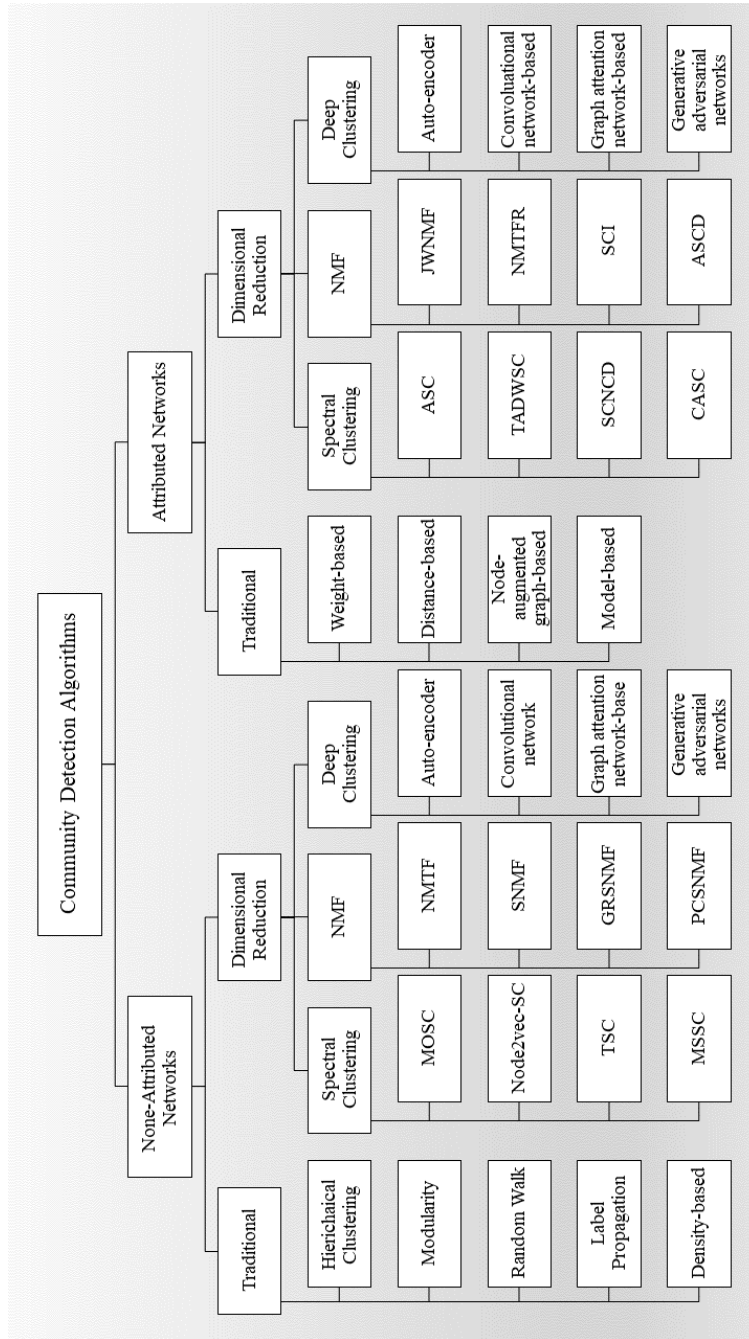 Community Detection Algorithms
None-Attributed
Networks
Attributed Networks
Traditional
Dimensional
Reduction
Traditional
Dimensional
Reduction
Hierichaical
Clustering
Modularity
Random Walk
Label
Propagation
Density-based
Spectral
Clustering
MOSC
Node2vec-SC
TSC
MSSC
NMF
NMTF
SNMF
GRSNMF
PCSNMF
Deep
Clustering
Auto-encoder
Convolutional
network
Graph attention
network-base
Generative
adversarial
networks
Weight-based
Distance-based
Node-
augmented
graph-based
Model-based
Spectral
Clustering
ASC
TADWSC
SCNCD
CASC
NMF
JWNMF
NMTFR
SCI
ASCD
Deep
Clustering
Auto-encoder
Convoluational
network-based
Graph attention
network-based
Generative
adversarial
networks